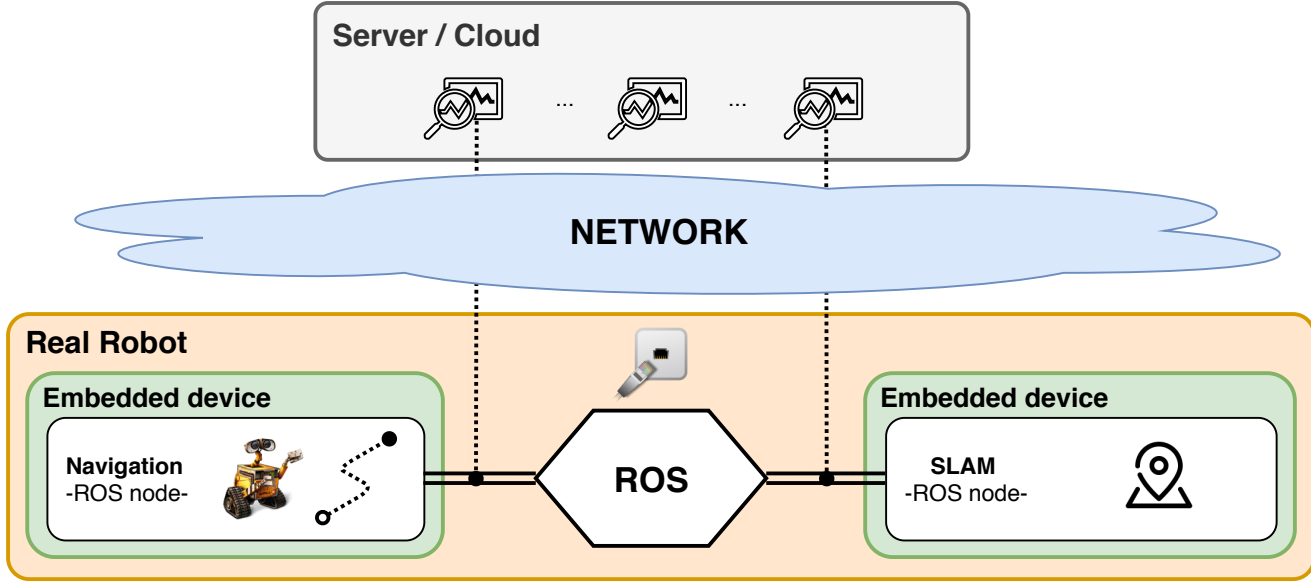 Server / Cloud
... ...
NETWORK
Real Robot
Embedded device
Navigation
-ROS node-
ROS
Embedded device
SLAM
-ROS node-